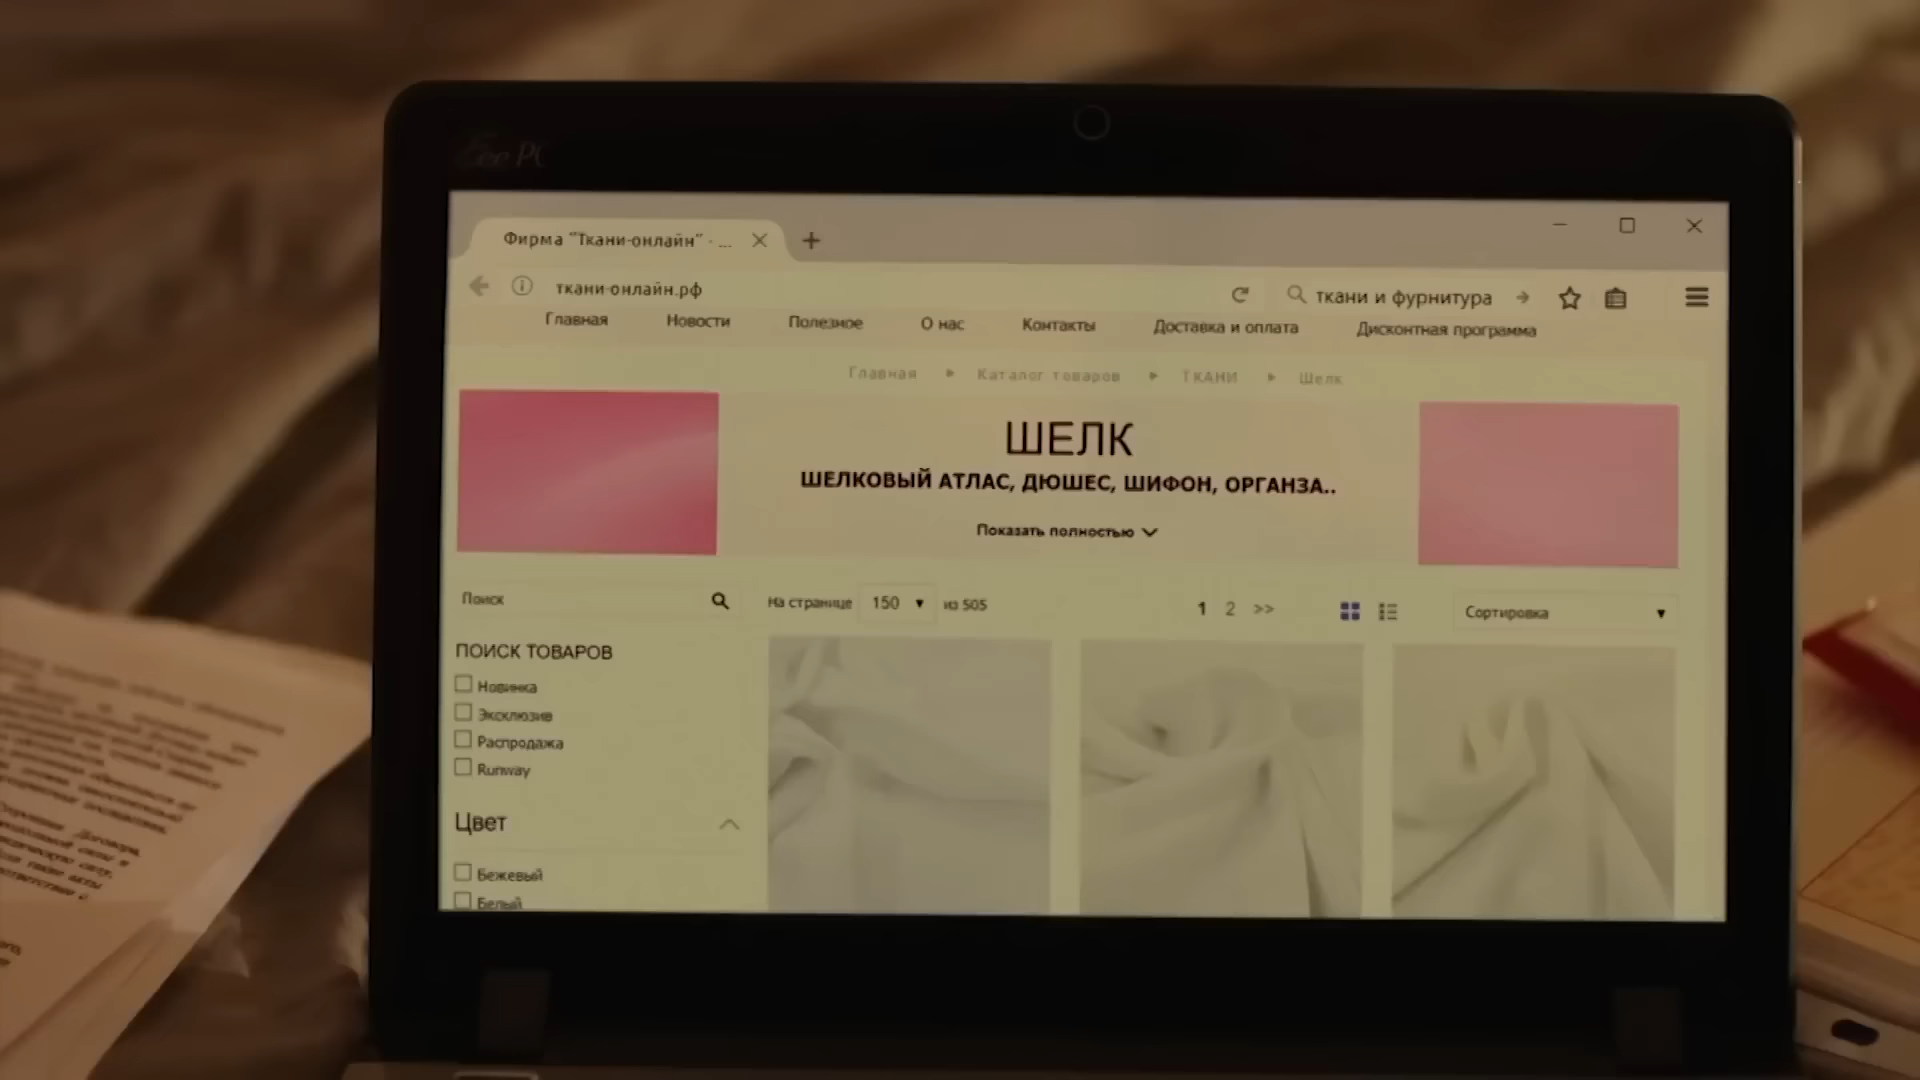 Eee PC
Фирма "Ткани-онлайн" - ...
ткани-онлайн.рф
ткани и фурнитура
Главная Новости Полезное О нас Контакты Доставка и оплата Дисконтная программа
Главная Каталог товаров ТКАНИ Шелк
ШЕЛК
ШЕЛКОВЫЙ АТЛАС, ДЮШЕС, ШИФОН, ОРГАНЗА..
Показать полностью
Поиск
На странице 150 из 505
1 2 >>
Сортировка
ПОИСК ТОВАРОВ
Новинка
Эксклюзив
Распродажа
Runway
Цвет
Бежевый
Белый